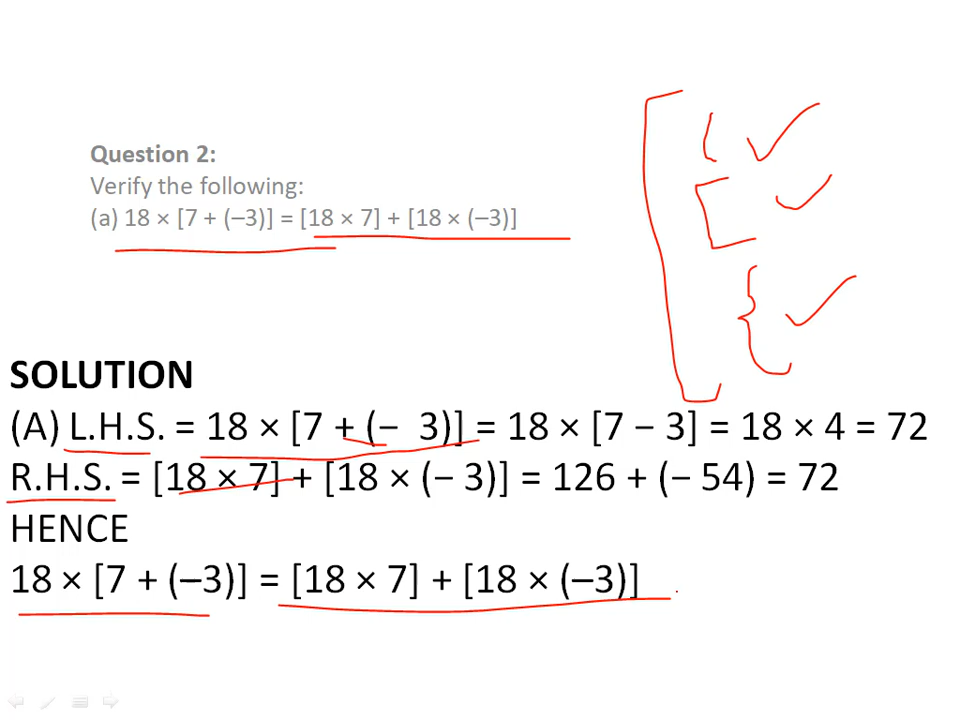 Question 2:
Verify the following:
(a) 18 × [7 + (–3)] = [18 × 7] + [18 × (–3)]
( 
[
{
SOLUTION
(A) L.H.S. = 18 × [7 + (− 3)] = 18 × [7 − 3] = 18 × 4 = 72
R.H.S. = [18 × 7] + [18 × (− 3)] = 126 + (− 54) = 72
HENCE
18 × [7 + (–3)] = [18 × 7] + [18 × (–3)]